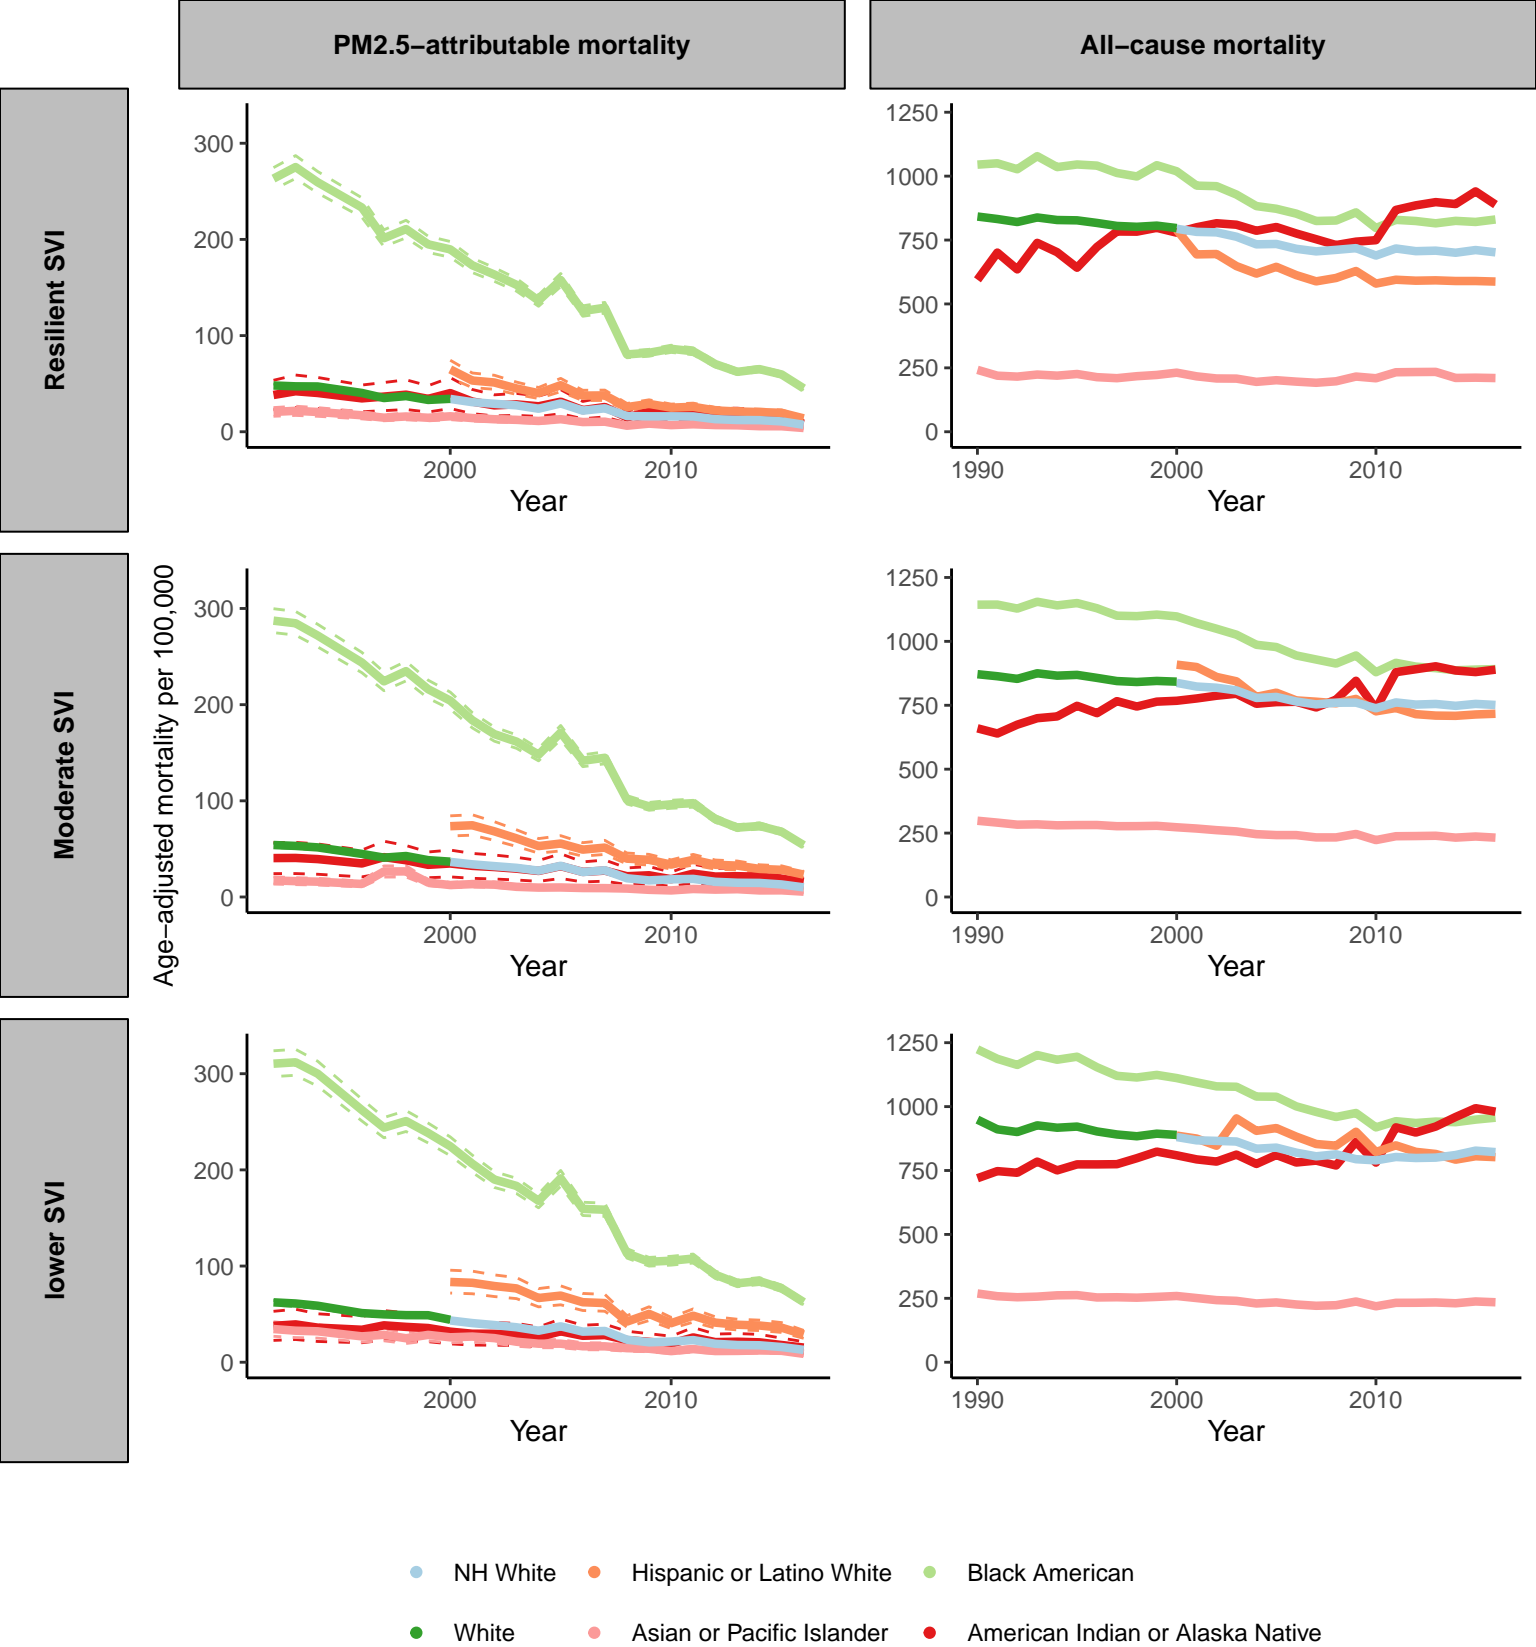 PM2.5−attributable mortality
All−cause mortality
Resilient SVI
300
200
100
0
2000
2010
Year
1250
1000
750
500
250
0
1990
2000
2010
Year
Moderate SVI
Age−adjusted mortality per 100,000
300
200
100
0
2000
2010
Year
1250
1000
750
500
250
0
1990
2000
2010
Year
lower SVI
300
200
100
0
2000
2010
Year
1250
1000
750
500
250
0
1990
2000
2010
Year
NH White
Hispanic or Latino White
Black American
White
Asian or Pacific Islander
American Indian or Alaska Native